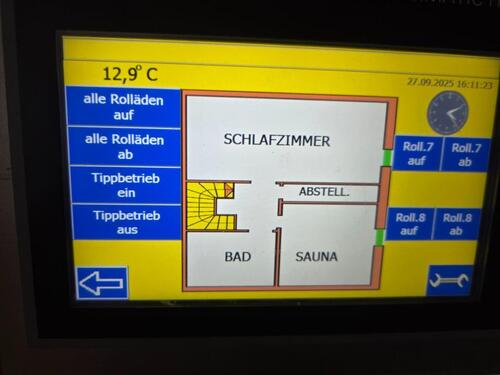 12,9° C
27.09.2025 16:11:23
alle Rolläden
auf
alle Rolläden
ab
Tippbetrieb
ein
Tippbetrieb
aus
SCHLAFZIMMER
ABSTELL.
BAD
SAUNA
Roll.7
auf
Roll.7
ab
Roll.8
auf
Roll.8
ab